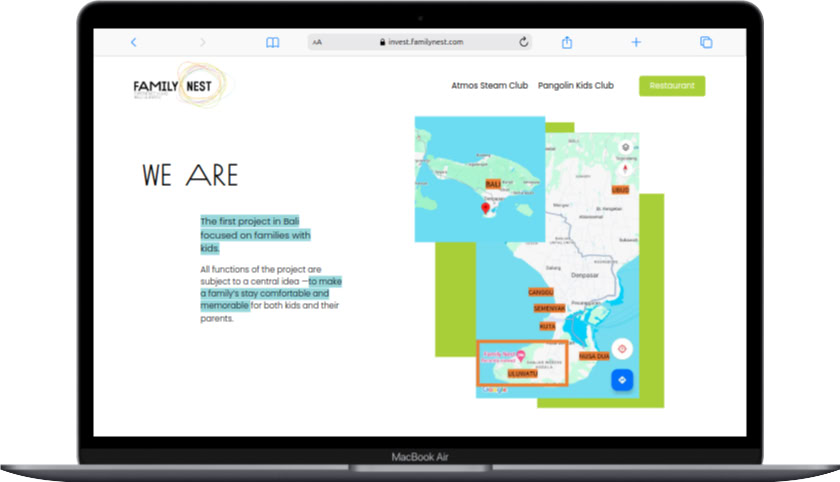 AA
invest.familynest.com
FAMILY NEST
Atmos Steam Club
Pangolin Kids Club
Restaurant
WE ARE
The first project in Bali
focused on families with
kids.
All functions of the project are
subject to a central idea —to make
a family's stay comfortable and
memorable for both kids and their
parents.
BALI
UBUD
Denpasar
CANGGU
SEMINYAK
KUTA
NUSA DUA
Family Nest
ULUWATU
Google
MacBook Air